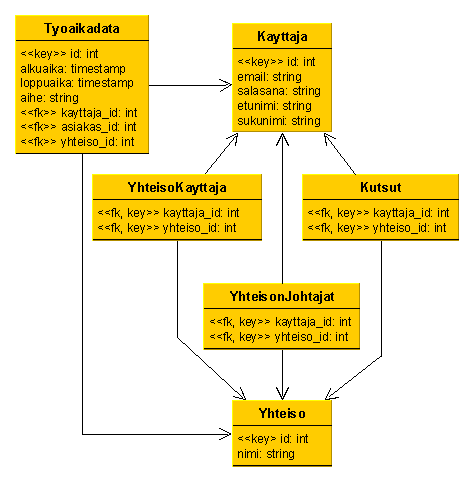 Tyoaikadata
<<key>> id: int
alkuaika: timestamp
loppuaika: timestamp
aihe: string
<<fk>> kayttaja_id: int
<<fk>> asiakas_id: int
<<fk>> yhteiso_id: int
Kayttaja
<<key>> id: int
email: string
salasana: string
etunimi: string
sukunimi: string
YhteisoKayttaja
<<fk, key>> kayttaja_id: int
<<fk, key>> yhteiso_id: int
Kutsut
<<fk, key>> kayttaja_id: int
<<fk, key>> yhteiso_id: int
YhteisonJohtajat
<<fk, key>> kayttaja_id: int
<<fk, key>> yhteiso_id: int
Yhteiso
<<key> id: int
nimi: string